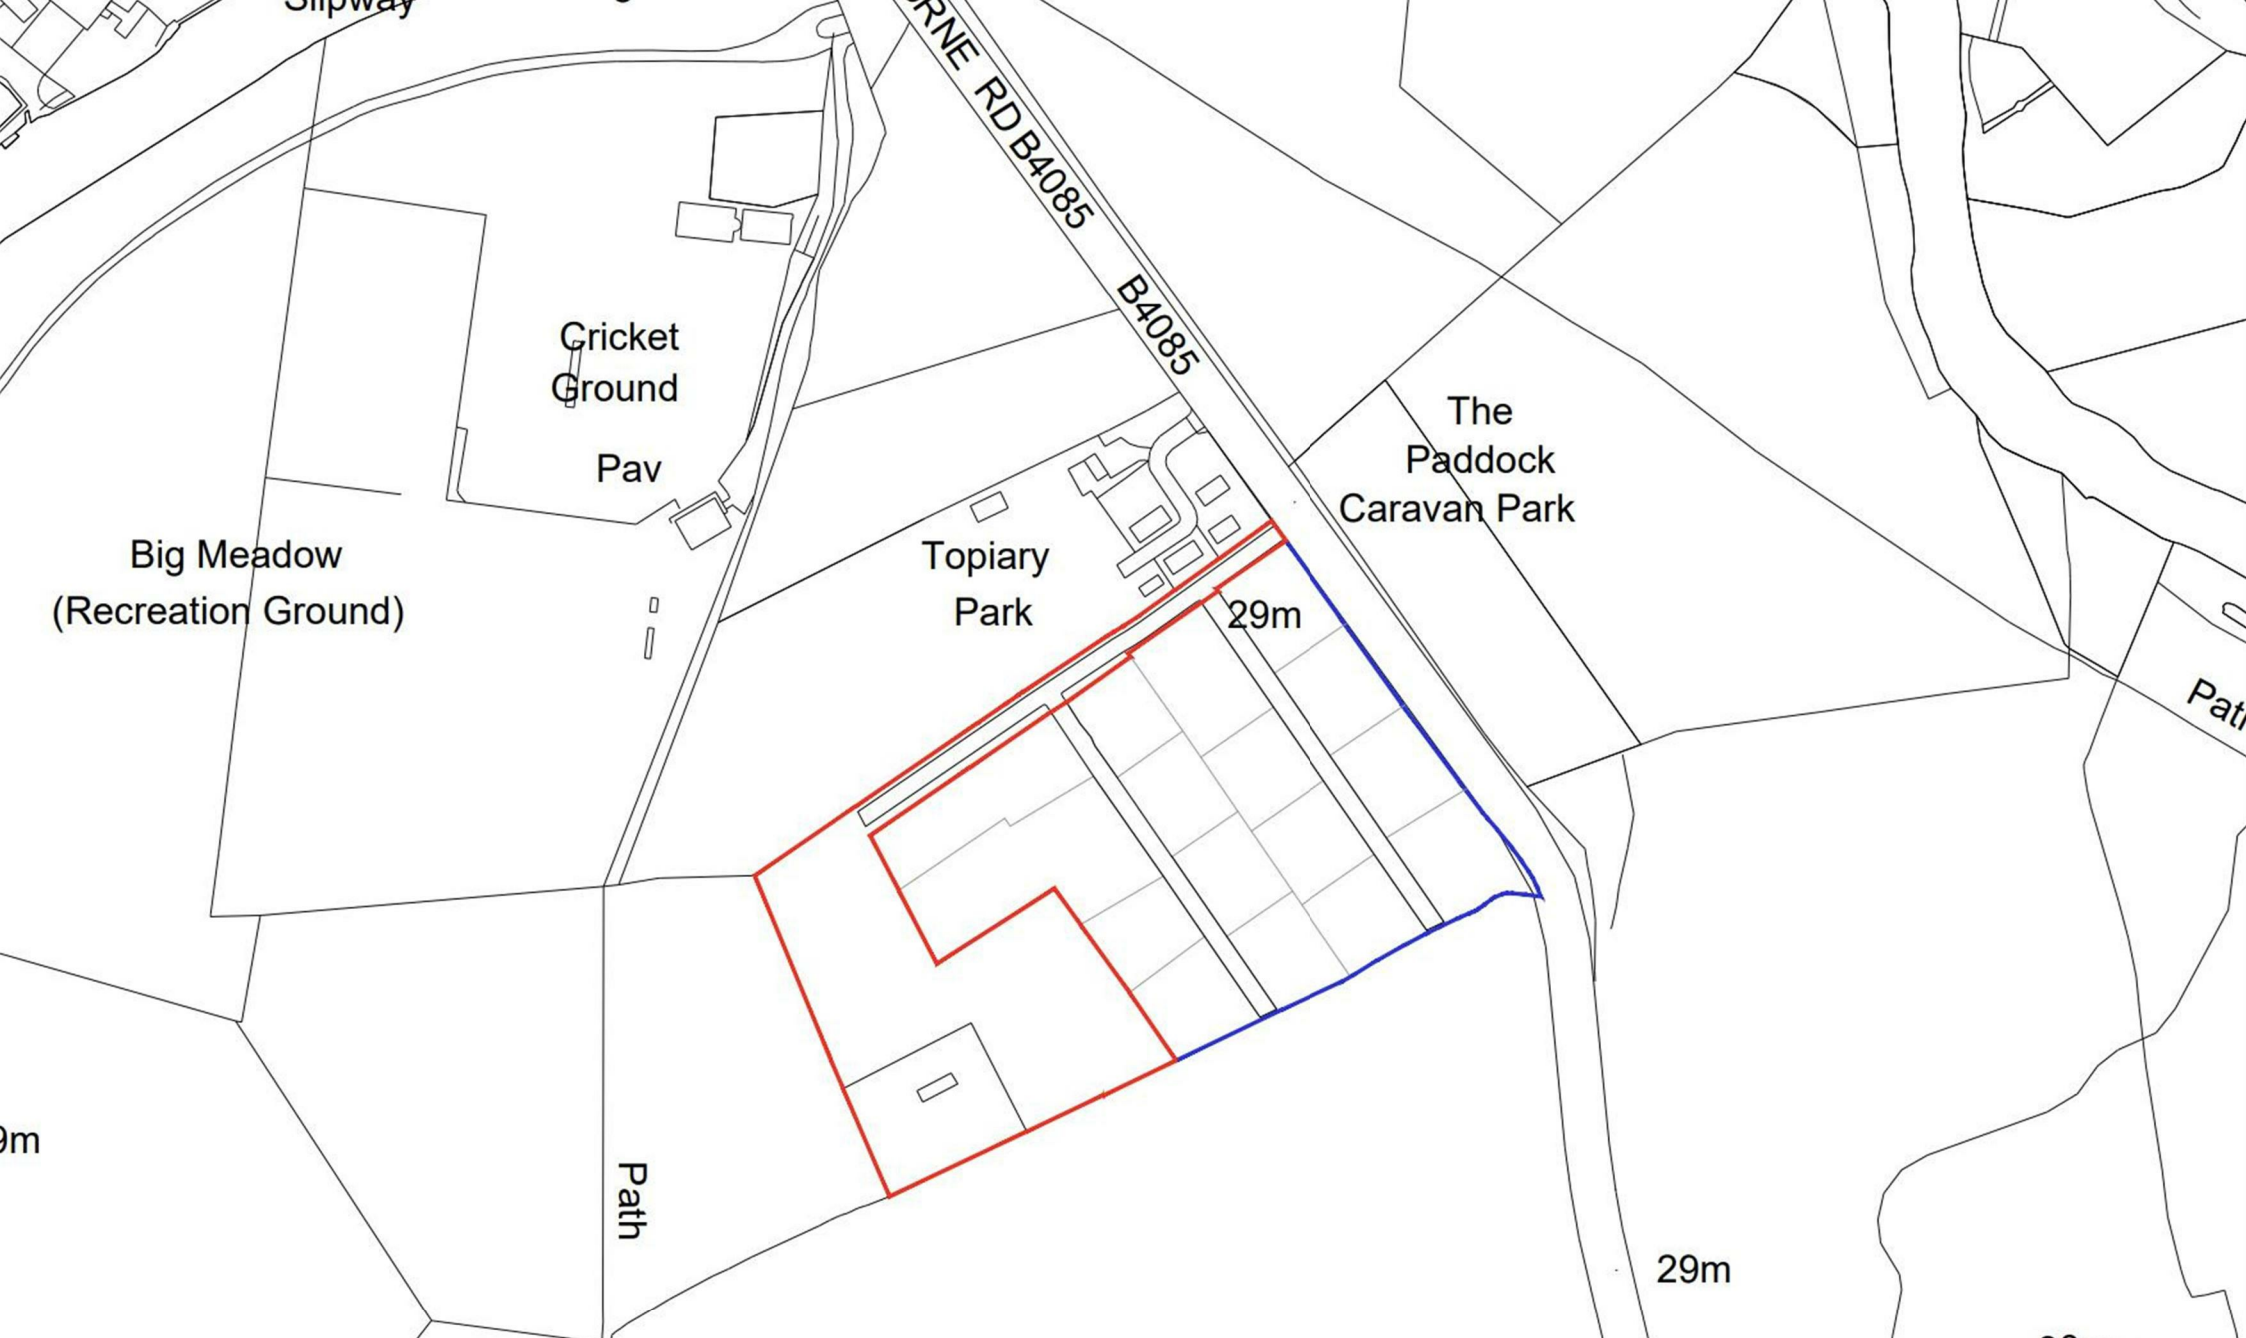 Slipway
RNE RD B4085
B4085
Cricket
Ground
Pav
The
Paddock
Caravan Park
Big Meadow
(Recreation Ground)
Topiary
Park
29m
Path
9m
Path
29m